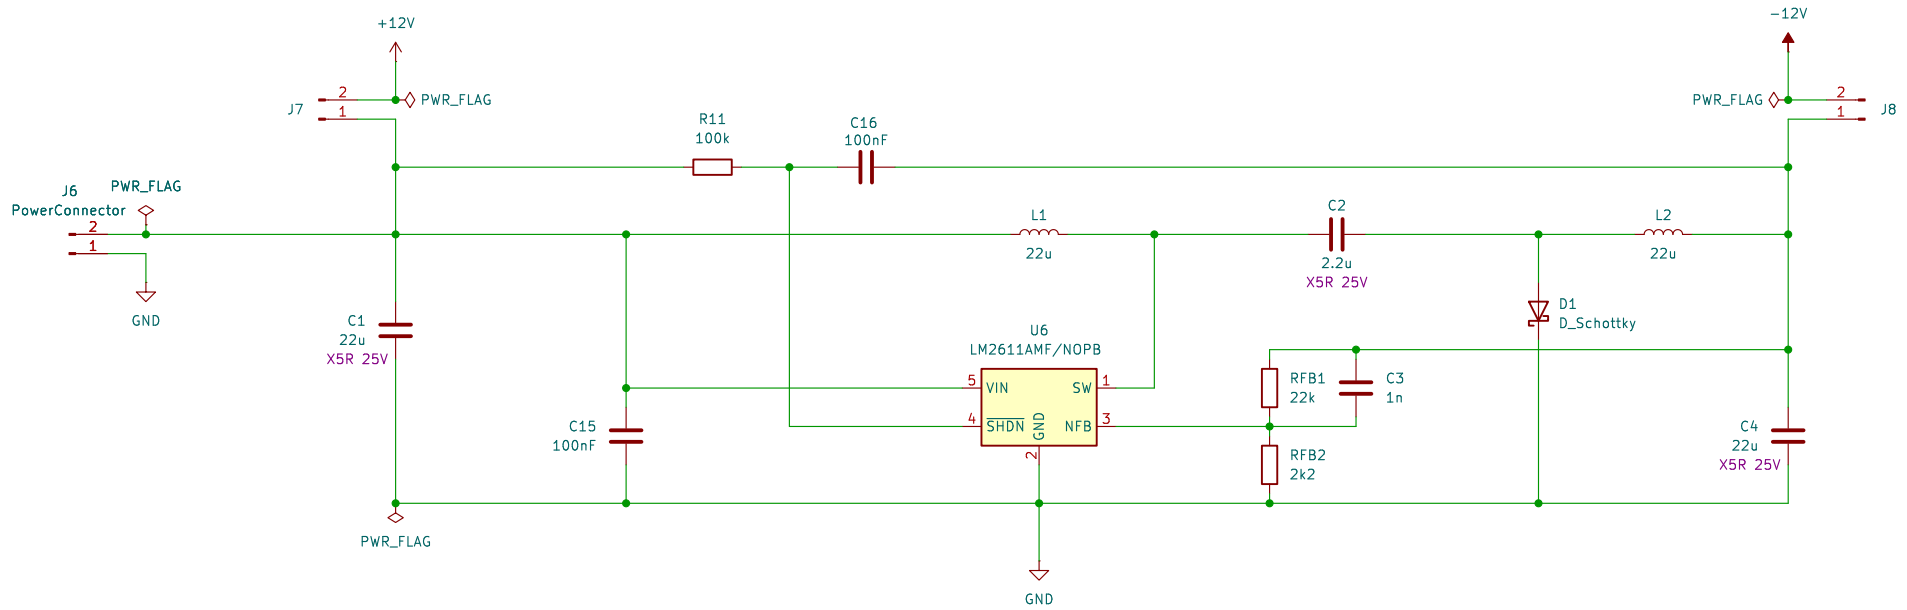 +12V
-12V
J7
2
1
PWR_FLAG
PWR_FLAG
2
1
J8
R11
100k
C16
100nF
J6
PowerConnector
2
1
PWR_FLAG
GND
L1
22u
C2
2.2u
X5R 25V
L2
22u
C1
22u
X5R 25V
D1
D_Schottky
U6
LM2611AMF/NOPB
5
VIN
SW
1
4
SHDN
GND
NFB
3
2
RFB1
22k
C3
1n
C15
100nF
RFB2
2k2
C4
22u
X5R 25V
PWR_FLAG
GND